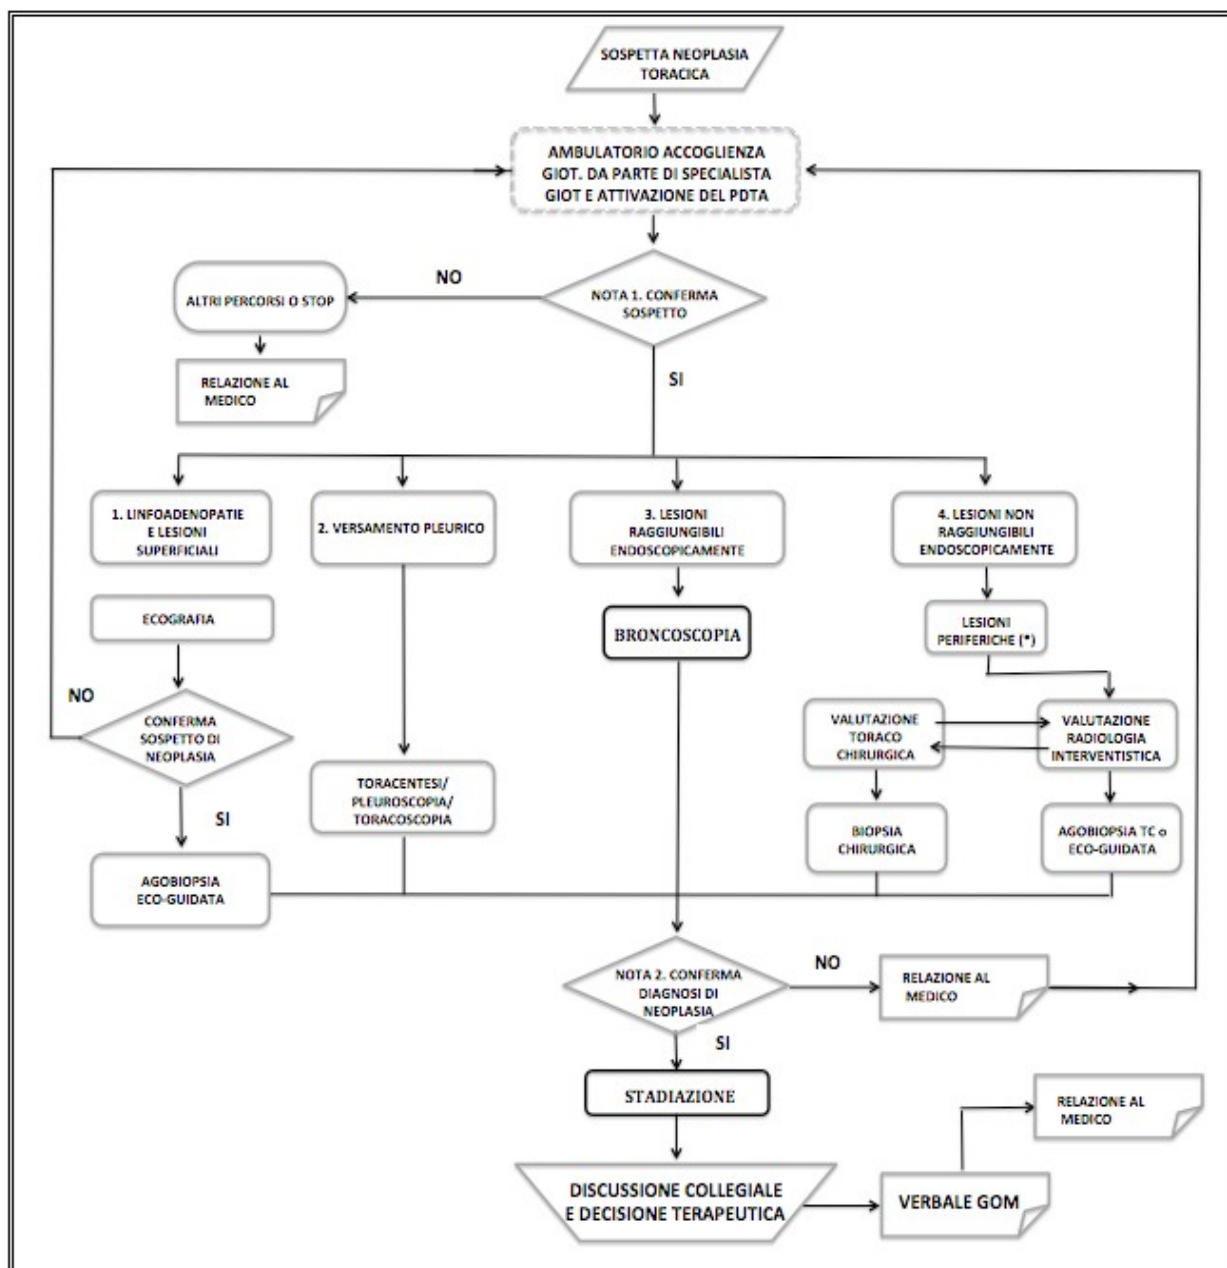 SOSPETTA NEOPLASIA
TORACICA
AMBULATORIO ACCOGLIENZA
GIOT. DA PARTE DI SPECIALISTA
GIOT E ATTIVAZIONE DEL PDTA
NO
ALTRI PERCORSI O STOP
NOTA 1. CONFERMA
SOSPETTO
RELAZIONE AL
MEDICO
SI
1. LINFOADENOPATIE
E LESIONI
SUPERFICIALI
2. VERSAMENTO PLEURICO
3. LESIONI
RAGGIUNGIBILI
ENDOSCOPICAMENTE
4. LESIONI NON
RAGGIUNGIBILI
ENDOSCOPICAMENTE
ECOGRAFIA
BRONCOSCOPIA
LESIONI
PERIFERICHE (*)
NO
CONFERMA
SOSPETTO DI
NEOPLASIA
VALUTAZIONE
TORACO
CHIRURGICA
VALUTAZIONE
RADIOLOGIA
INTERVENTISTICA
TORACENTESI/
PLEUROSCOPIA/
TORACOSCOPIA
SI
BIOPSIA
CHIRURGICA
AGOBIOPSIA TC o
ECO-GUIDATA
AGOBIOPSIA
ECO-GUIDATA
NOTA 2. CONFERMA
DIAGNOSI DI
NEOPLASIA
NO
RELAZIONE AL
MEDICO
SI
STADIAZIONE
RELAZIONE AL
MEDICO
DISCUSSIONE COLLEGIALE
E DECISIONE TERAPEUTICA
VERBALE GOM